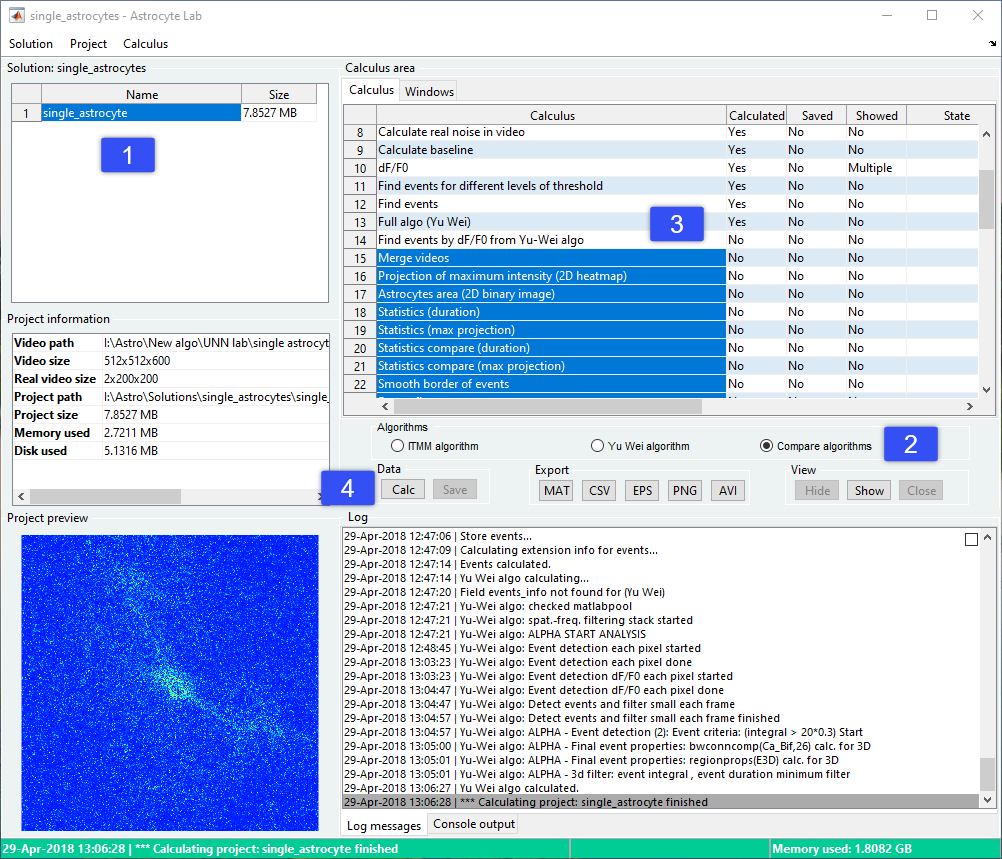 single_astrocytes - Astrocyte Lab
Solution Project Calculus
Solution: single_astrocytes
Name Size
1 single_astrocyte 7.8527 MB
1
Project information
Video path I:\Astro\New algo\UNN lab\single astrocyt
Video size 512x512x600
Real video size 2x200x200
Project path I:\Astro\Solutions\single_astrocytes\single_
Project size 7.8527 MB
Memory used 2.7211 MB
Disk used 5.1316 MB
Project preview
Calculus area
Calculus Windows
Calculus Calculated Saved Showed State
8 Calculate real noise in video Yes No No
9 Calculate baseline Yes No No
10 dF/F0 Yes No Multiple
11 Find events for different levels of threshold Yes No No
12 Find events Yes No No
13 Full algo (Yu Wei) Yes No No
3
14 Find events by dF/F0 from Yu-Wei algo No No No
15 Merge videos No No No
16 Projection of maximum intensity (2D heatmap) No No No
17 Astrocytes area (2D binary image) No No No
18 Statistics (duration) No No No
19 Statistics (max projection) No No No
20 Statistics compare (duration) No No No
21 Statistics compare (max projection) No No No
22 Smooth border of events No No No
Algorithms
ITMM algorithm Yu Wei algorithm Compare algorithms
2
Data Export View
4
Calc Save MAT CSV EPS PNG AVI Hide Show Close
Log
29-Apr-2018 12:47:06 | Store events...
29-Apr-2018 12:47:09 | Calculating extension info for events...
29-Apr-2018 12:47:14 | Events calculated.
29-Apr-2018 12:47:14 | Yu Wei algo calculating...
29-Apr-2018 12:47:20 | Field events_info not found for (Yu Wei)
29-Apr-2018 12:47:21 | Yu-Wei algo: checked matlabpool
29-Apr-2018 12:47:21 | Yu-Wei algo: spat.-freq. filtering stack started
29-Apr-2018 12:47:21 | Yu-Wei algo: ALPHA START ANALYSIS
29-Apr-2018 12:48:45 | Yu-Wei algo: Event detection each pixel started
29-Apr-2018 13:03:23 | Yu-Wei algo: Event detection each pixel done
29-Apr-2018 13:03:23 | Yu-Wei algo: Event detection dF/F0 each pixel started
29-Apr-2018 13:04:47 | Yu-Wei algo: Event detection dF/F0 each pixel done
29-Apr-2018 13:04:47 | Yu-Wei algo: Detect events and filter small each frame
29-Apr-2018 13:04:57 | Yu-Wei algo: Detect events and filter small each frame finished
29-Apr-2018 13:04:57 | Yu-Wei algo: ALPHA - Event detection (2): Event criteria: (integral > 20*0.3) Start
29-Apr-2018 13:05:00 | Yu-Wei algo: ALPHA - Final event properties: bwconncomp(Ca_Bif,26) calc. for 3D
29-Apr-2018 13:05:01 | Yu-Wei algo: ALPHA - Final event properties: regionprops(E3D) calc. for 3D
29-Apr-2018 13:05:01 | Yu-Wei algo: ALPHA - 3d filter: event integral , event duration minimum filter
29-Apr-2018 13:06:27 | Yu Wei algo calculated.
29-Apr-2018 13:06:28 | *** Calculating project: single_astrocyte finished
Log messages Console output
29-Apr-2018 13:06:28 | *** Calculating project: single_astrocyte finished Memory used: 1.8082 GB